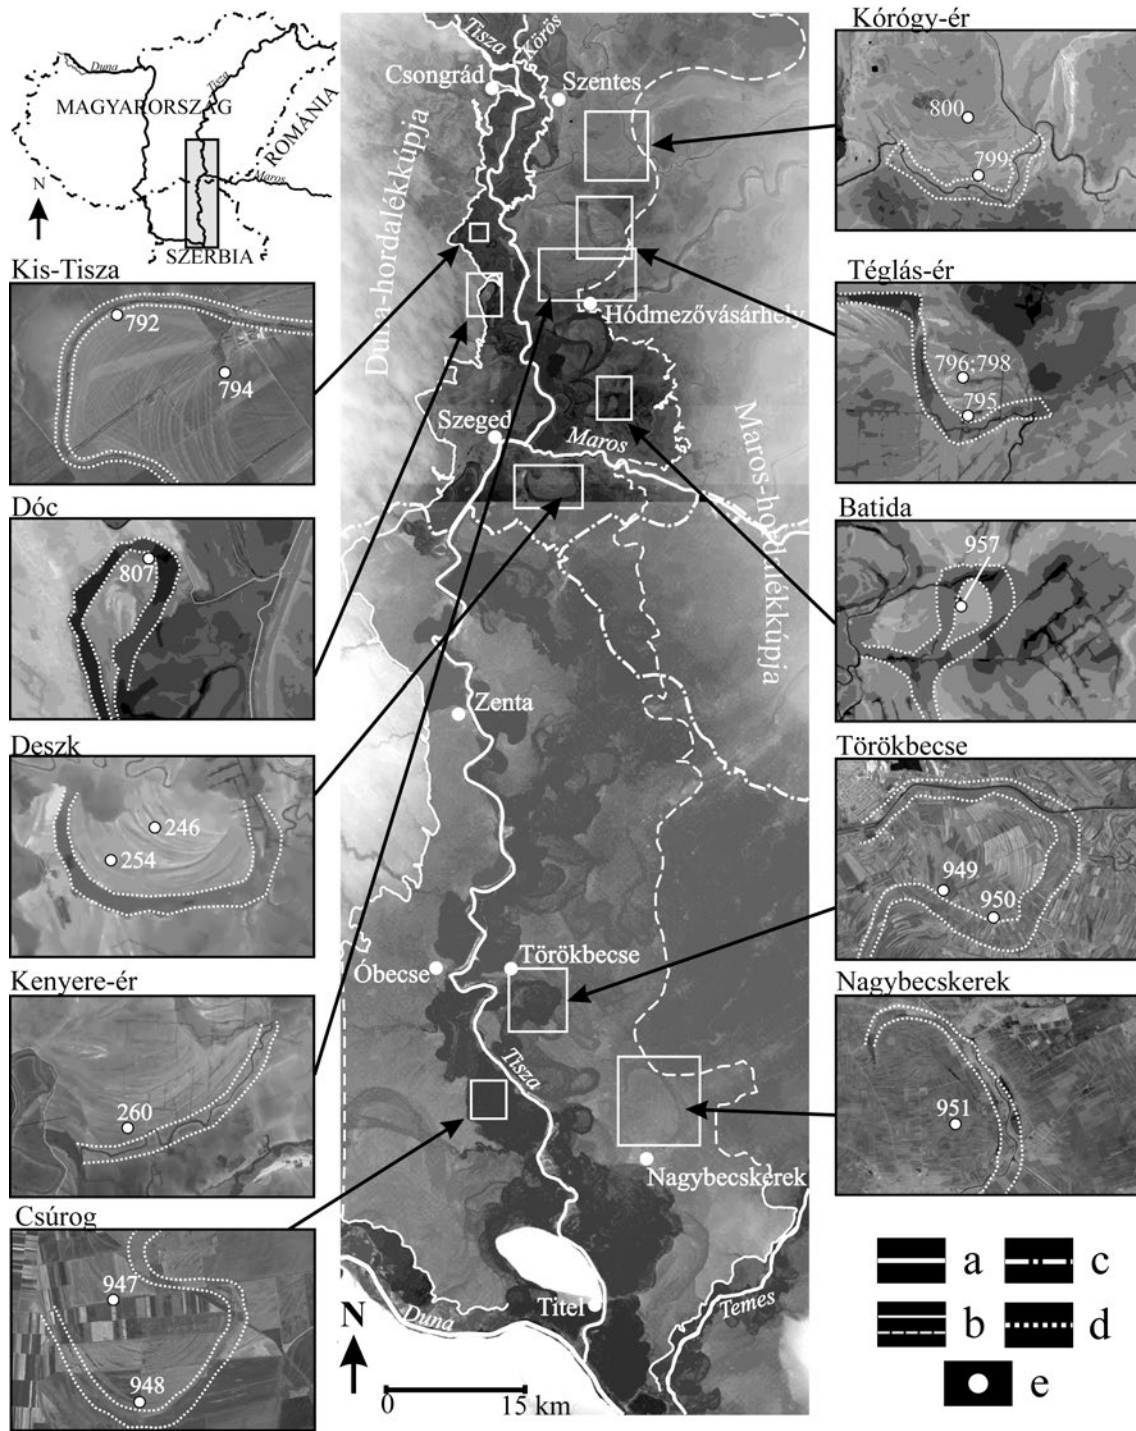 Duna
Tisza
MAGYARORSZÁG
ROMÁNIA
Maros
N
SZERBIA
Kis-Tisza
792
794
Dóc
807
Deszk
246
254
Kenyere-ér
260
Csúrog
947
948
Tisza
Körös
Csongrád
Szentes
Duna-hordalékkúpja
Hódmezővásárhely
Szeged
Maros
Maros-hordalékkúpja
Zenta
Óbecse
Törökbecse
Tisza
Nagybecskerek
Titel
Temes
Duna
N
0 15 km
Kórógy-ér
800
799
Téglás-ér
796;798
795
Batida
957
Törökbecse
949
950
Nagybecskerek
951
a
c
b
d
e